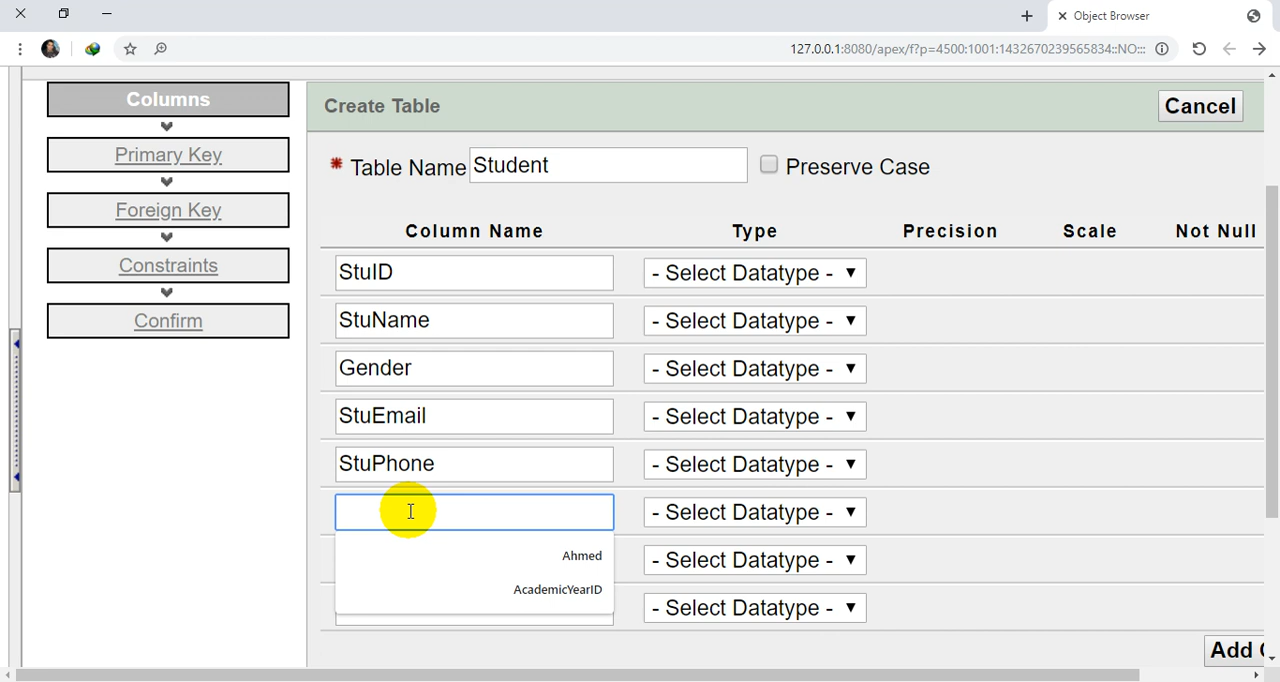 Object Browser
127.0.0.1:8080/apex/f?p=4500:1001:1432670239565834::NO:::
Columns
Primary Key
Foreign Key
Constraints
Confirm
Create Table
Cancel
* Table Name Student Preserve Case
Column Name Type Precision Scale Not Null
StuID - Select Datatype -
StuName - Select Datatype -
Gender - Select Datatype -
StuEmail - Select Datatype -
StuPhone - Select Datatype -
- Select Datatype -
Ahmed - Select Datatype -
AcademicYearID
- Select Datatype -
Add